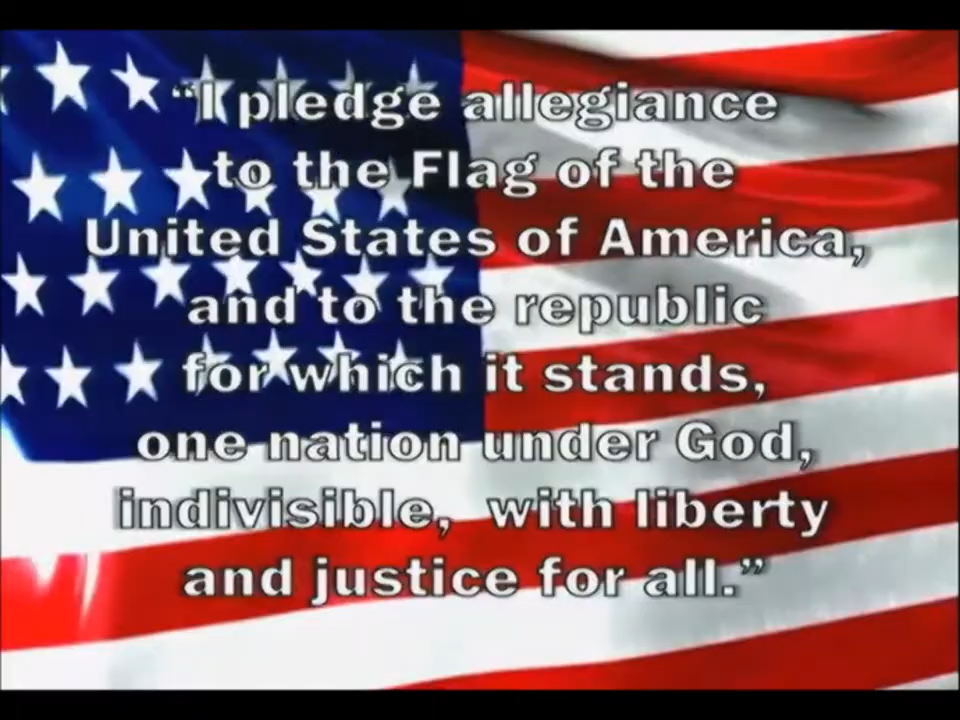 “I pledge allegiance
to the Flag of the
United States of America,
and to the republic
for which it stands,
one nation under God,
indivisible,  with liberty
and justice for all.”